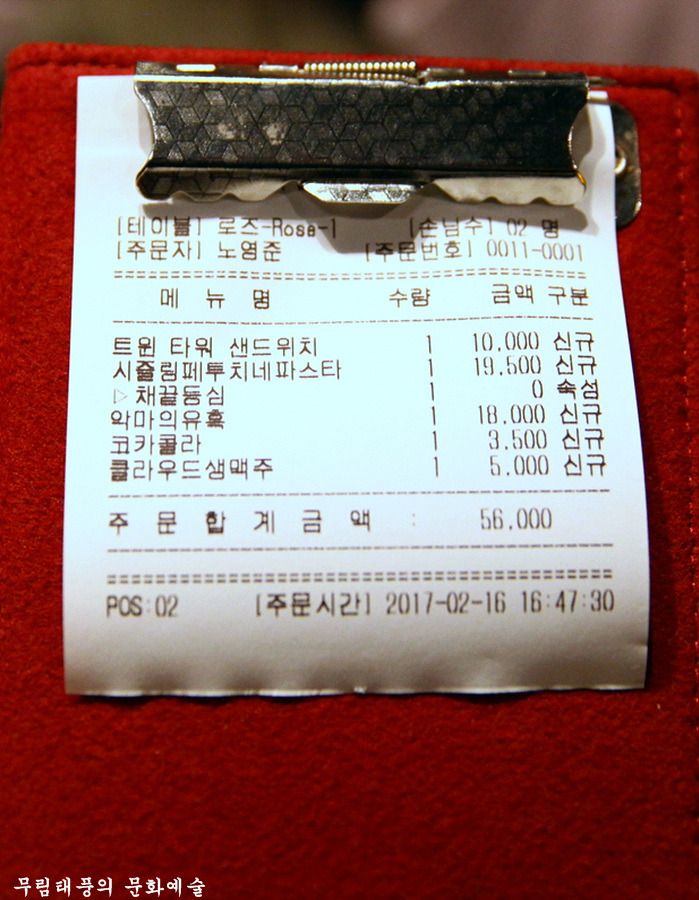 [테이블] 로즈-Rose-1 [손님수] 02 명
[주문자] 노영준 [주문번호] 0011-0001
메 뉴 명 수량 금액 구분
트윈 타워 샌드위치 1 10,000 신규
시즐링페투치네파스타 1 19,500 신규
▷채끝등심 1 0 속성
악마의유혹 1 18,000 신규
코카콜라 1 3,500 신규
클라우드생맥주 1 5,000 신규
주 문 합 계 금 액 : 56,000
POS:02 [주문시간] 2017-02-16 16:47:30
무림태풍의 문화예술